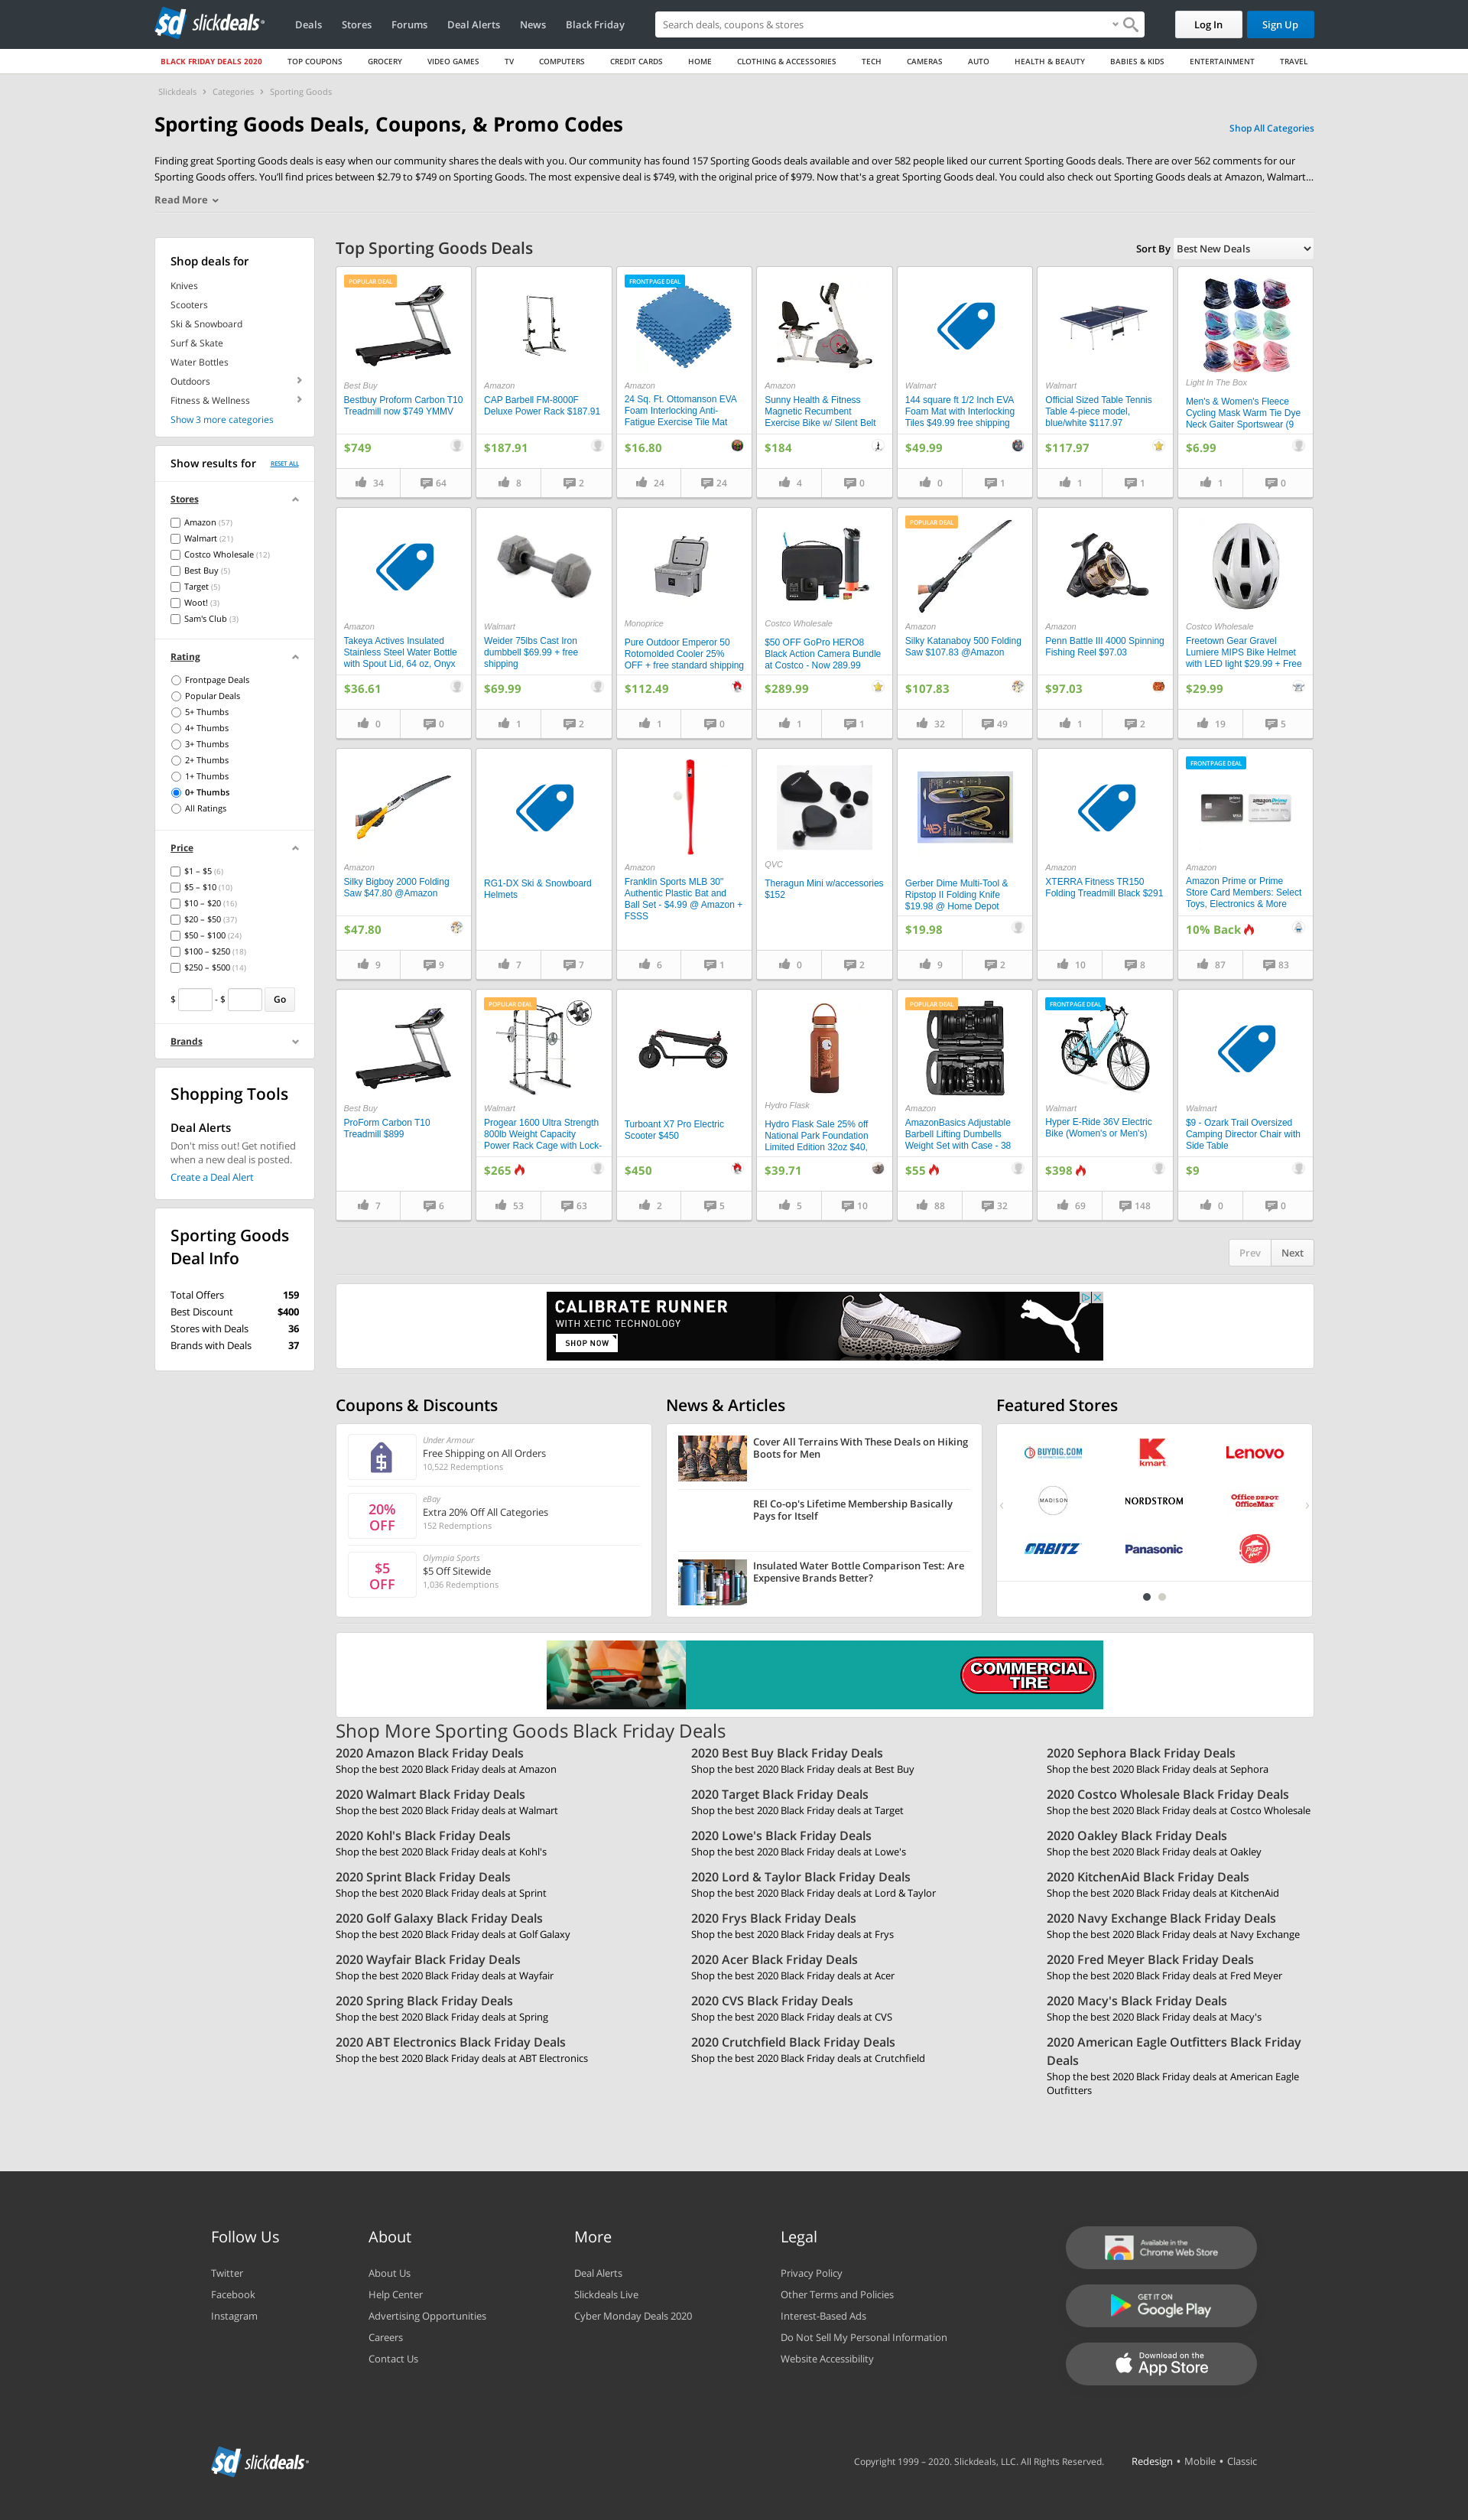 sd slickdeals
Deals Stores Forums Deal Alerts News Black Friday
Search deals, coupons & stores
Log In Sign Up
BLACK FRIDAY DEALS 2020 TOP COUPONS GROCERY VIDEO GAMES TV COMPUTERS CREDIT CARDS HOME CLOTHING & ACCESSORIES TECH CAMERAS AUTO HEALTH & BEAUTY BABIES & KIDS ENTERTAINMENT TRAVEL
Slickdeals > Categories > Sporting Goods
Sporting Goods Deals, Coupons, & Promo Codes
Shop All Categories
Finding great Sporting Goods deals is easy when our community shares the deals with you. Our community has found 157 Sporting Goods deals available and over 582 people liked our current Sporting Goods deals. There are over 562 comments for our
Sporting Goods offers. You'll find prices between $2.79 to $749 on Sporting Goods. The most expensive deal is $749, with the original price of $979. Now that's a great Sporting Goods deal. You could also check out Sporting Goods deals at Amazon, Walmart...
Read More
Shop deals for
Knives
Scooters
Ski & Snowboard
Surf & Skate
Water Bottles
Outdoors
Fitness & Wellness
Show 3 more categories
Show results for
RESET ALL
Stores
Amazon (57)
Walmart (21)
Costco Wholesale (12)
Best Buy (5)
Target (5)
Woot! (3)
Sam's Club (3)
Rating
Frontpage Deals
Popular Deals
5+ Thumbs
4+ Thumbs
3+ Thumbs
2+ Thumbs
1+ Thumbs
0+ Thumbs
All Ratings
Price
$1 – $5 (6)
$5 – $10 (10)
$10 – $20 (16)
$20 – $50 (37)
$50 – $100 (24)
$100 – $250 (18)
$250 – $500 (14)
$ - $ Go
Brands
Shopping Tools
Deal Alerts
Don't miss out! Get notified
when a new deal is posted.
Create a Deal Alert
Sporting Goods
Deal Info
Total Offers 159
Best Discount $400
Stores with Deals 36
Brands with Deals 37
Top Sporting Goods Deals
Sort By Best New Deals
POPULAR DEAL
Best Buy
Bestbuy Proform Carbon T10
Treadmill now $749 YMMV
$749
34 64
Amazon
CAP Barbell FM-8000F
Deluxe Power Rack $187.91
$187.91
8 2
FRONTPAGE DEAL
Amazon
24 Sq. Ft. Ottomanson EVA
Foam Interlocking Anti-
Fatigue Exercise Tile Mat
$16.80
24 24
Amazon
Sunny Health & Fitness
Magnetic Recumbent
Exercise Bike w/ Silent Belt
$184
4 0
Walmart
144 square ft 1/2 Inch EVA
Foam Mat with Interlocking
Tiles $49.99 free shipping
$49.99
0 1
Walmart
Official Sized Table Tennis
Table 4-piece model,
blue/white $117.97
$117.97
1 1
Light In The Box
Men's & Women's Fleece
Cycling Mask Warm Tie Dye
Neck Gaiter Sportswear (9
$6.99
1 0
Amazon
Takeya Actives Insulated
Stainless Steel Water Bottle
with Spout Lid, 64 oz, Onyx
$36.61
0 0
Walmart
Weider 75lbs Cast Iron
dumbbell $69.99 + free
shipping
$69.99
1 2
Monoprice
Pure Outdoor Emperor 50
Rotomolded Cooler 25%
OFF + free standard shipping
$112.49
1 0
Costco Wholesale
$50 OFF GoPro HERO8
Black Action Camera Bundle
at Costco - Now 289.99
$289.99
1 1
POPULAR DEAL
Amazon
Silky Katanaboy 500 Folding
Saw $107.83 @Amazon
$107.83
32 49
Amazon
Penn Battle III 4000 Spinning
Fishing Reel $97.03
$97.03
1 2
Costco Wholesale
Freetown Gear Gravel
Lumiere MIPS Bike Helmet
with LED light $29.99 + Free
$29.99
19 5
Amazon
Silky Bigboy 2000 Folding
Saw $47.80 @Amazon
$47.80
9 9
RG1-DX Ski & Snowboard
Helmets
7 7
Amazon
Franklin Sports MLB 30"
Authentic Plastic Bat and
Ball Set - $4.99 @ Amazon +
FSSS
6 1
QVC
Theragun Mini w/accessories
$152
0 2
Gerber Dime Multi-Tool &
Ripstop II Folding Knife
$19.98 @ Home Depot
$19.98
9 2
Amazon
XTERRA Fitness TR150
Folding Treadmill Black $291
10 8
FRONTPAGE DEAL
Amazon
Amazon Prime or Prime
Store Card Members: Select
Toys, Electronics & More
10% Back
87 83
Best Buy
ProForm Carbon T10
Treadmill $899
7 6
POPULAR DEAL
Walmart
Progear 1600 Ultra Strength
800lb Weight Capacity
Power Rack Cage with Lock-
$265
53 63
Turboant X7 Pro Electric
Scooter $450
$450
2 5
Hydro Flask
Hydro Flask Sale 25% off
National Park Foundation
Limited Edition 32oz $40,
$39.71
5 10
POPULAR DEAL
Amazon
AmazonBasics Adjustable
Barbell Lifting Dumbells
Weight Set with Case - 38
$55
88 32
FRONTPAGE DEAL
Walmart
Hyper E-Ride 36V Electric
Bike (Women's or Men's)
$398
69 148
Walmart
$9 - Ozark Trail Oversized
Camping Director Chair with
Side Table
$9
0 0
Prev Next
CALIBRATE RUNNER
WITH XETIC TECHNOLOGY
SHOP NOW
Coupons & Discounts
Under Armour
Free Shipping on All Orders
10,522 Redemptions
20%
OFF
eBay
Extra 20% Off All Categories
152 Redemptions
$5
OFF
Olympia Sports
$5 Off Sitewide
1,036 Redemptions
News & Articles
Cover All Terrains With These Deals on Hiking
Boots for Men
REI Co-op's Lifetime Membership Basically
Pays for Itself
Insulated Water Bottle Comparison Test: Are
Expensive Brands Better?
Featured Stores
BUYDIG.COM
K
kmart
Lenovo
MADISON
NORDSTROM
Office DEPOT
OfficeMax
ORBITZ
Panasonic
Pizza Hut
COMMERCIAL
TIRE
Shop More Sporting Goods Black Friday Deals
2020 Amazon Black Friday Deals
Shop the best 2020 Black Friday deals at Amazon
2020 Best Buy Black Friday Deals
Shop the best 2020 Black Friday deals at Best Buy
2020 Sephora Black Friday Deals
Shop the best 2020 Black Friday deals at Sephora
2020 Walmart Black Friday Deals
Shop the best 2020 Black Friday deals at Walmart
2020 Target Black Friday Deals
Shop the best 2020 Black Friday deals at Target
2020 Costco Wholesale Black Friday Deals
Shop the best 2020 Black Friday deals at Costco Wholesale
2020 Kohl's Black Friday Deals
Shop the best 2020 Black Friday deals at Kohl's
2020 Lowe's Black Friday Deals
Shop the best 2020 Black Friday deals at Lowe's
2020 Oakley Black Friday Deals
Shop the best 2020 Black Friday deals at Oakley
2020 Sprint Black Friday Deals
Shop the best 2020 Black Friday deals at Sprint
2020 Lord & Taylor Black Friday Deals
Shop the best 2020 Black Friday deals at Lord & Taylor
2020 KitchenAid Black Friday Deals
Shop the best 2020 Black Friday deals at KitchenAid
2020 Golf Galaxy Black Friday Deals
Shop the best 2020 Black Friday deals at Golf Galaxy
2020 Frys Black Friday Deals
Shop the best 2020 Black Friday deals at Frys
2020 Navy Exchange Black Friday Deals
Shop the best 2020 Black Friday deals at Navy Exchange
2020 Wayfair Black Friday Deals
Shop the best 2020 Black Friday deals at Wayfair
2020 Acer Black Friday Deals
Shop the best 2020 Black Friday deals at Acer
2020 Fred Meyer Black Friday Deals
Shop the best 2020 Black Friday deals at Fred Meyer
2020 Spring Black Friday Deals
Shop the best 2020 Black Friday deals at Spring
2020 CVS Black Friday Deals
Shop the best 2020 Black Friday deals at CVS
2020 Macy's Black Friday Deals
Shop the best 2020 Black Friday deals at Macy's
2020 ABT Electronics Black Friday Deals
Shop the best 2020 Black Friday deals at ABT Electronics
2020 Crutchfield Black Friday Deals
Shop the best 2020 Black Friday deals at Crutchfield
2020 American Eagle Outfitters Black Friday
Deals
Shop the best 2020 Black Friday deals at American Eagle
Outfitters
Follow Us
Twitter
Facebook
Instagram
About
About Us
Help Center
Advertising Opportunities
Careers
Contact Us
More
Deal Alerts
Slickdeals Live
Cyber Monday Deals 2020
Legal
Privacy Policy
Other Terms and Policies
Interest-Based Ads
Do Not Sell My Personal Information
Website Accessibility
Available in the
Chrome Web Store
GET IT ON
Google Play
Download on the
App Store
sd slickdeals
Copyright 1999 – 2020. Slickdeals, LLC. All Rights Reserved.
Redesign • Mobile • Classic